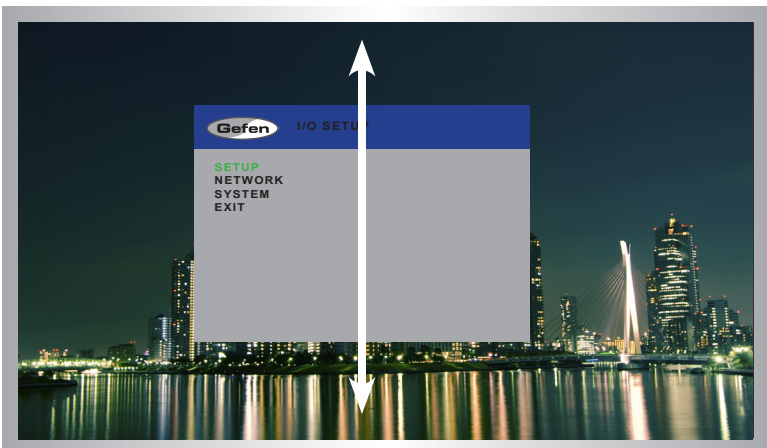 Gefen
I/O SETUP
SETUP
NETWORK
SYSTEM
EXIT